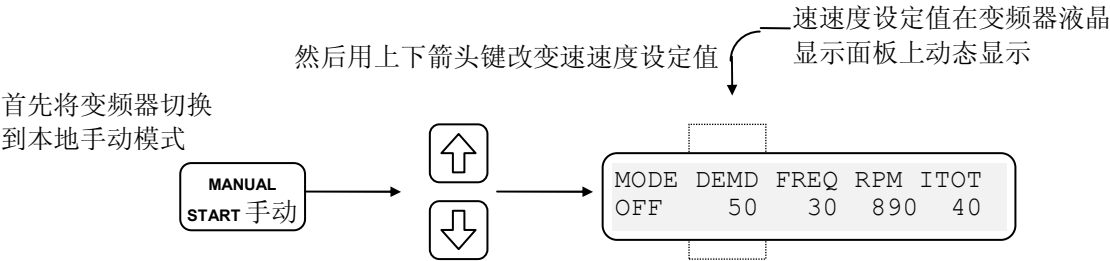 速速度设定值在变频器液晶
显示面板上动态显示
然后用上下箭头键改变速速度设定值
首先将变频器切换
到本地手动模式
MANUAL
START 手动
MODE DEMD FREQ RPM ITOT
OFF 50 30 890 40